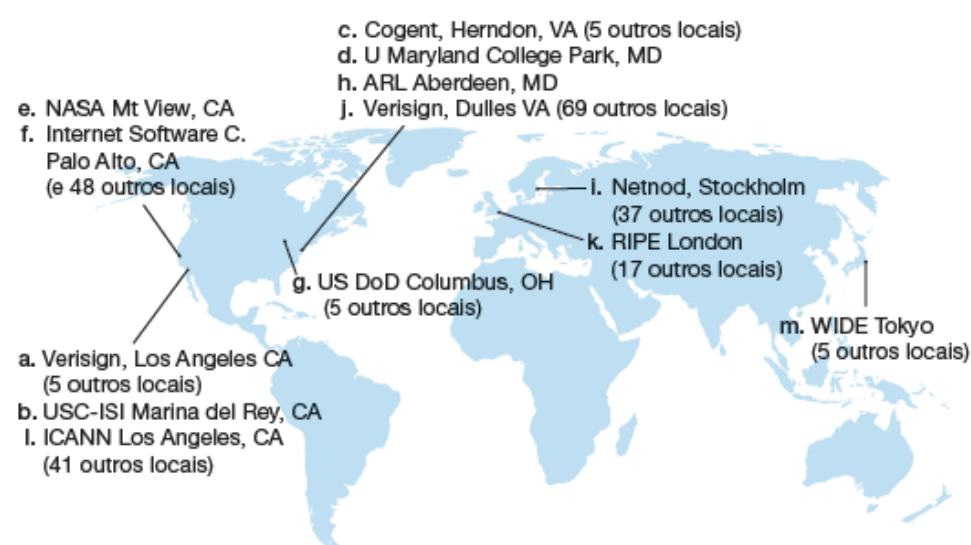 c. Cogent, Herndon, VA (5 outros locais)
d. U Maryland College Park, MD
h. ARL Aberdeen, MD
j. Verisign, Dulles VA (69 outros locais)
e. NASA Mt View, CA
f. Internet Software C.
Palo Alto, CA
(e 48 outros locais)
i. Netnod, Stockholm
(37 outros locais)
k. RIPE London
(17 outros locais)
g. US DoD Columbus, OH
(5 outros locais)
m. WIDE Tokyo
(5 outros locais)
a. Verisign, Los Angeles CA
(5 outros locais)
b. USC-ISI Marina del Rey, CA
l. ICANN Los Angeles, CA
(41 outros locais)